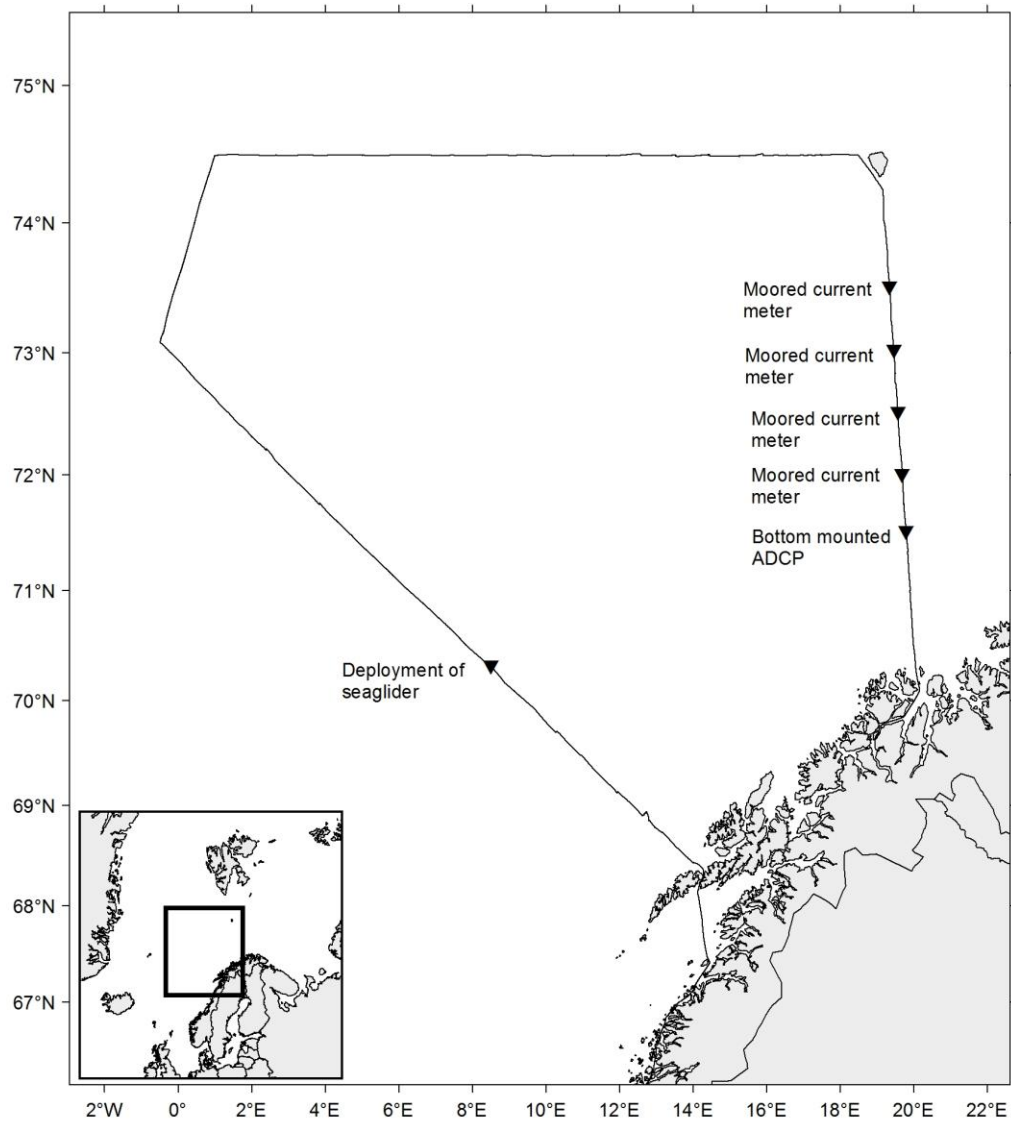 75°N
74°N
Moored current
meter
73°N
Moored current
meter
Moored current
meter
72°N
Moored current
meter
Bottom mounted
ADCP
71°N
Deployment of
seaglider
70°N
69°N
68°N
67°N
2°W 0° 2°E 4°E 6°E 8°E 10°E 12°E 14°E 16°E 18°E 20°E 22°E